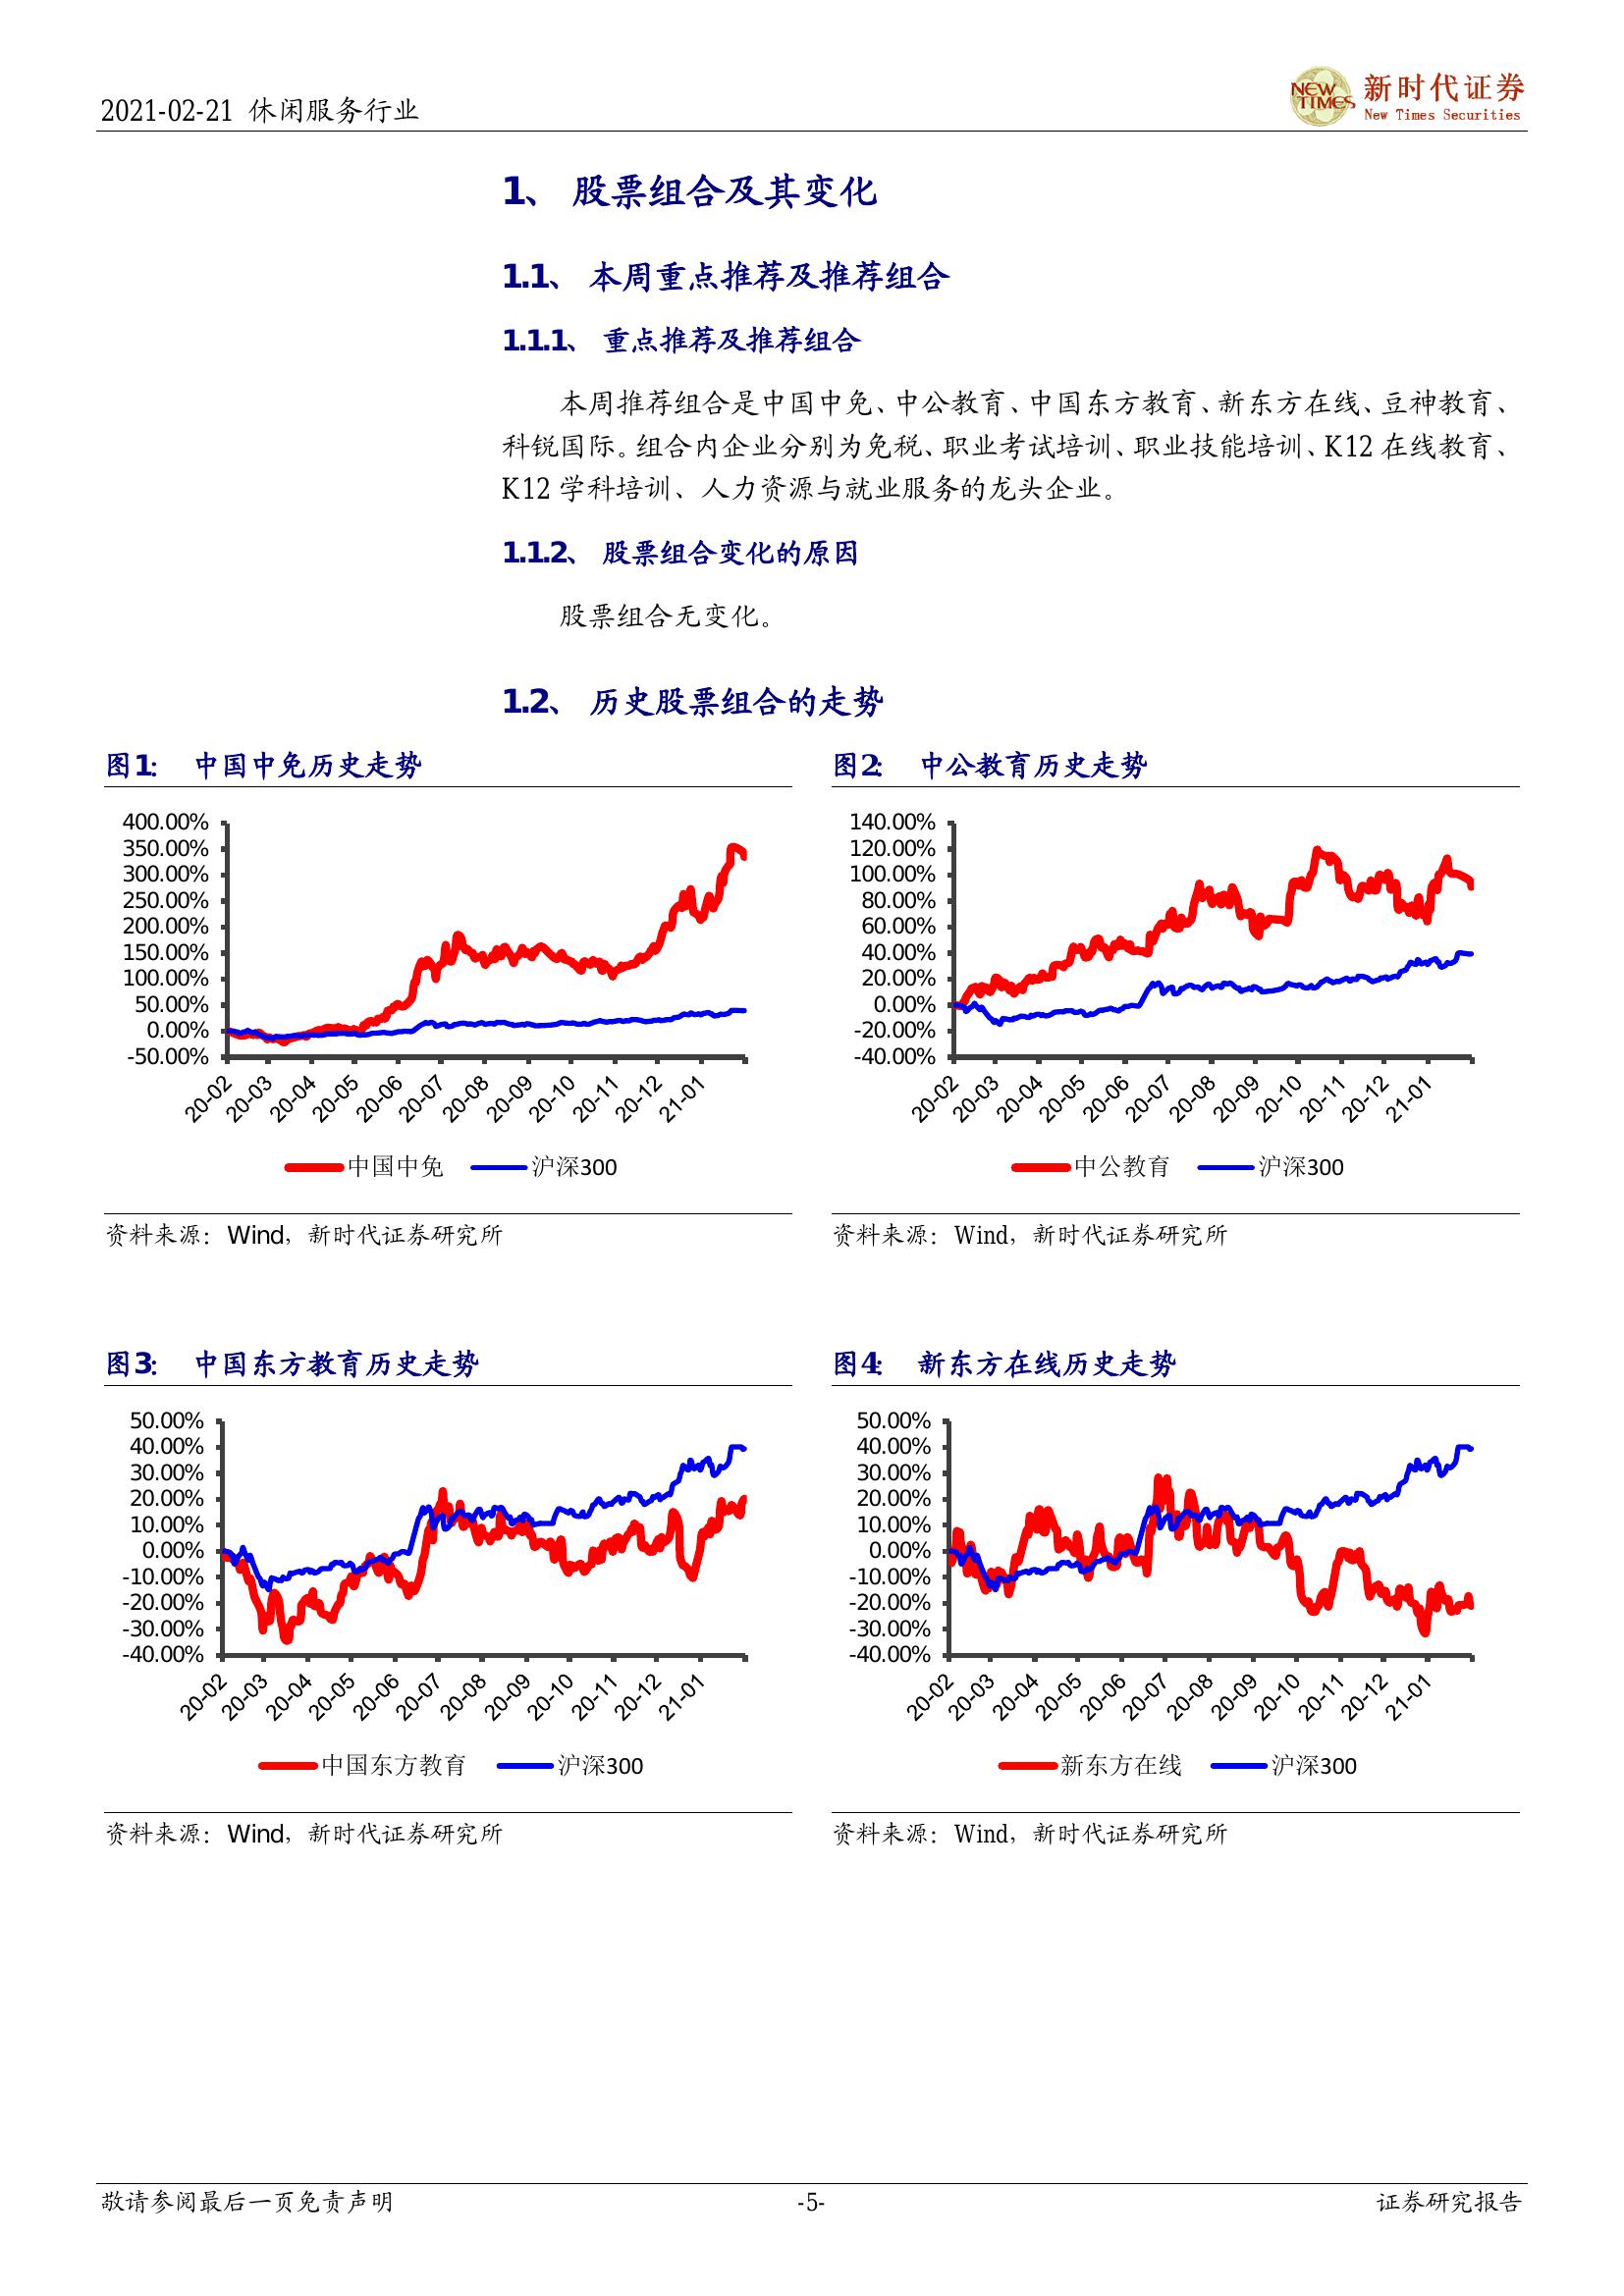 2021-02-21 休闲服务行业
NEW TIMES
新时代证券
New Times Securities
1、 股票组合及其变化
1.1、 本周重点推荐及推荐组合
1.1.1、 重点推荐及推荐组合
本周推荐组合是中国中免、中公教育、中国东方教育、新东方在线、豆神教育、
科锐国际。组合内企业分别为免税、职业考试培训、职业技能培训、K12 在线教育、
K12 学科培训、人力资源与就业服务的龙头企业。
1.1.2、 股票组合变化的原因
股票组合无变化。
1.2、 历史股票组合的走势
图1： 中国中免历史走势
400.00%
350.00%
300.00%
250.00%
200.00%
150.00%
100.00%
50.00%
0.00%
-50.00%
20-02 20-03 20-04 20-05 20-06 20-07 20-08 20-09 20-10 20-11 20-12 21-01
中国中免 沪深300
资料来源：Wind，新时代证券研究所
图2： 中公教育历史走势
140.00%
120.00%
100.00%
80.00%
60.00%
40.00%
20.00%
0.00%
-20.00%
-40.00%
20-02 20-03 20-04 20-05 20-06 20-07 20-08 20-09 20-10 20-11 20-12 21-01
中公教育 沪深300
资料来源：Wind，新时代证券研究所
图3： 中国东方教育历史走势
50.00%
40.00%
30.00%
20.00%
10.00%
0.00%
-10.00%
-20.00%
-30.00%
-40.00%
20-02 20-03 20-04 20-05 20-06 20-07 20-08 20-09 20-10 20-11 20-12 21-01
中国东方教育 沪深300
资料来源：Wind，新时代证券研究所
图4： 新东方在线历史走势
50.00%
40.00%
30.00%
20.00%
10.00%
0.00%
-10.00%
-20.00%
-30.00%
-40.00%
20-02 20-03 20-04 20-05 20-06 20-07 20-08 20-09 20-10 20-11 20-12 21-01
新东方在线 沪深300
资料来源：Wind，新时代证券研究所
敬请参阅最后一页免责声明 -5- 证券研究报告